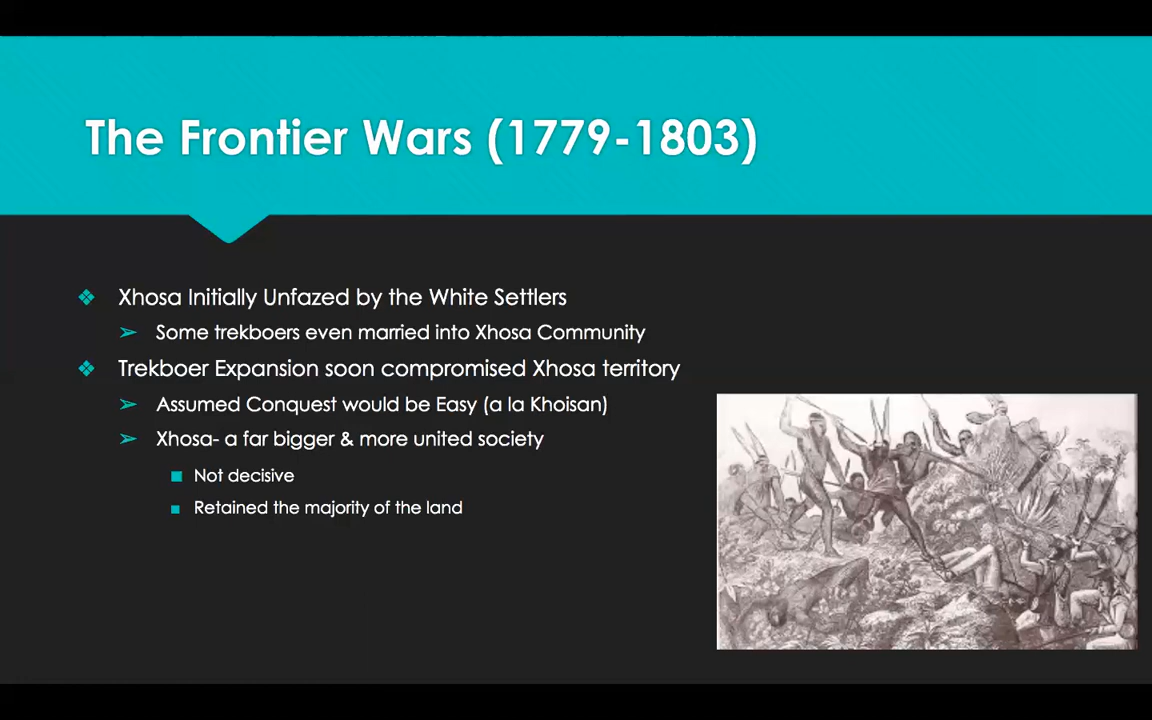 The Frontier Wars (1779-1803)
Xhosa Initially Unfazed by the White Settlers
Some trekboers even married into Xhosa Community
Trekboer Expansion soon compromised Xhosa territory
Assumed Conquest would be Easy (a la Khoisan)
Xhosa- a far bigger & more united society
Not decisive
Retained the majority of the land